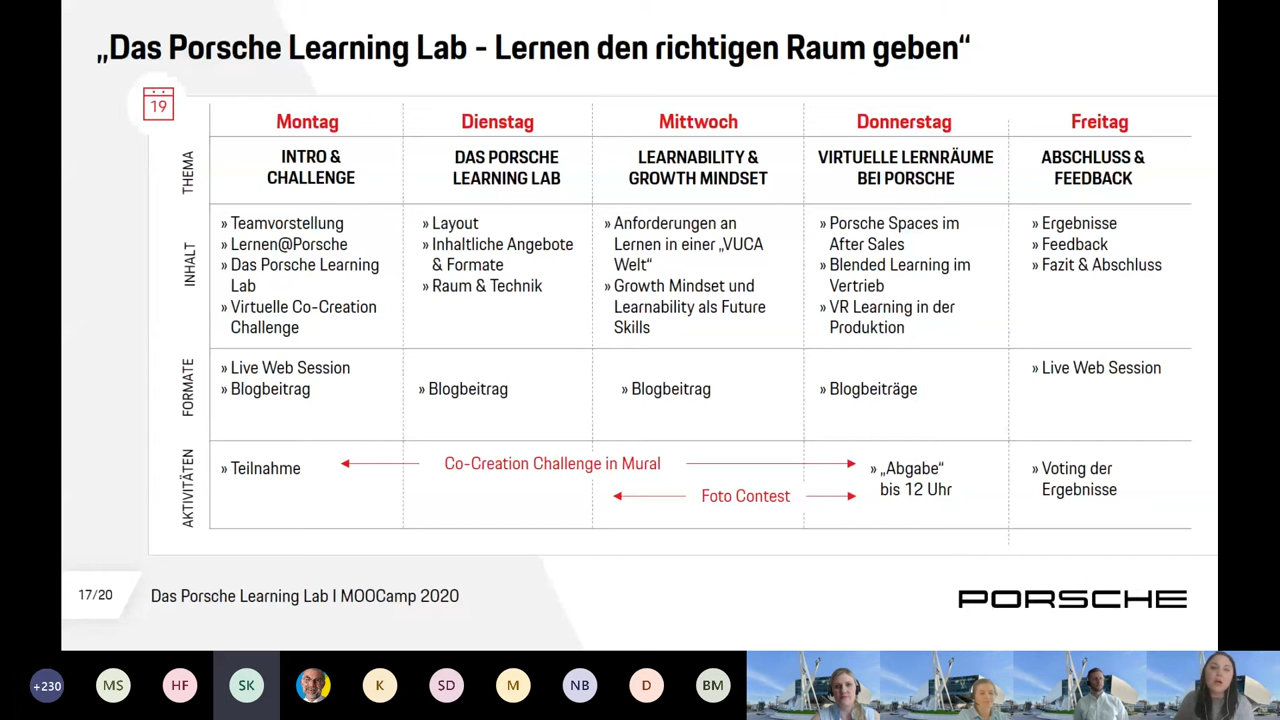 „Das Porsche Learning Lab - Lernen den richtigen Raum geben“
19
Montag
Dienstag
Mittwoch
Donnerstag
Freitag
THEMA
INTRO &
CHALLENGE
DAS PORSCHE
LEARNING LAB
LEARNABILITY &
GROWTH MINDSET
VIRTUELLE LERNRÄUME
BEI PORSCHE
ABSCHLUSS &
FEEDBACK
INHALT
» Teamvorstellung
» Lernen@Porsche
» Das Porsche Learning
Lab
» Virtuelle Co-Creation
Challenge
» Layout
» Inhaltliche Angebote
& Formate
» Raum & Technik
» Anforderungen an
Lernen in einer „VUCA
Welt“
» Growth Mindset und
Learnability als Future
Skills
» Porsche Spaces im
After Sales
» Blended Learning im
Vertrieb
» VR Learning in der
Produktion
» Ergebnisse
» Feedback
» Fazit & Abschluss
FORMATE
» Live Web Session
» Blogbeitrag
» Blogbeitrag
» Blogbeitrag
» Blogbeiträge
» Live Web Session
AKTIVITÄTEN
» Teilnahme
Co-Creation Challenge in Mural
Foto Contest
» „Abgabe“
bis 12 Uhr
» Voting der
Ergebnisse
17/20
Das Porsche Learning Lab I MOOCamp 2020
PORSCHE
+230
MS
HF
SK
K
SD
M
NB
D
BM